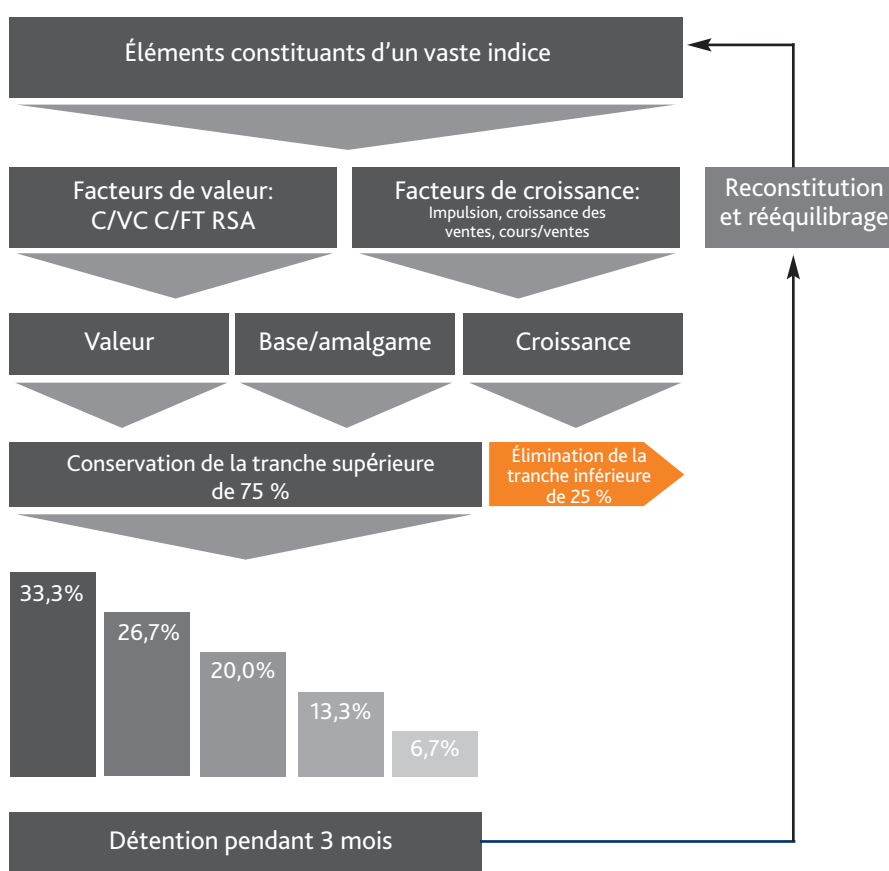 Éléments constituants d’un vaste indice
Facteurs de valeur:
C/VC C/FT RSA
Facteurs de croissance:
Impulsion, croissance des
ventes, cours/ventes
Reconstitution
et rééquilibrage
Valeur
Base/amalgame
Croissance
Conservation de la tranche supérieure
de 75 %
Élimination de la
tranche inférieure
de 25 %
33,3%
26,7%
20,0%
13,3%
6,7%
Détention pendant 3 mois